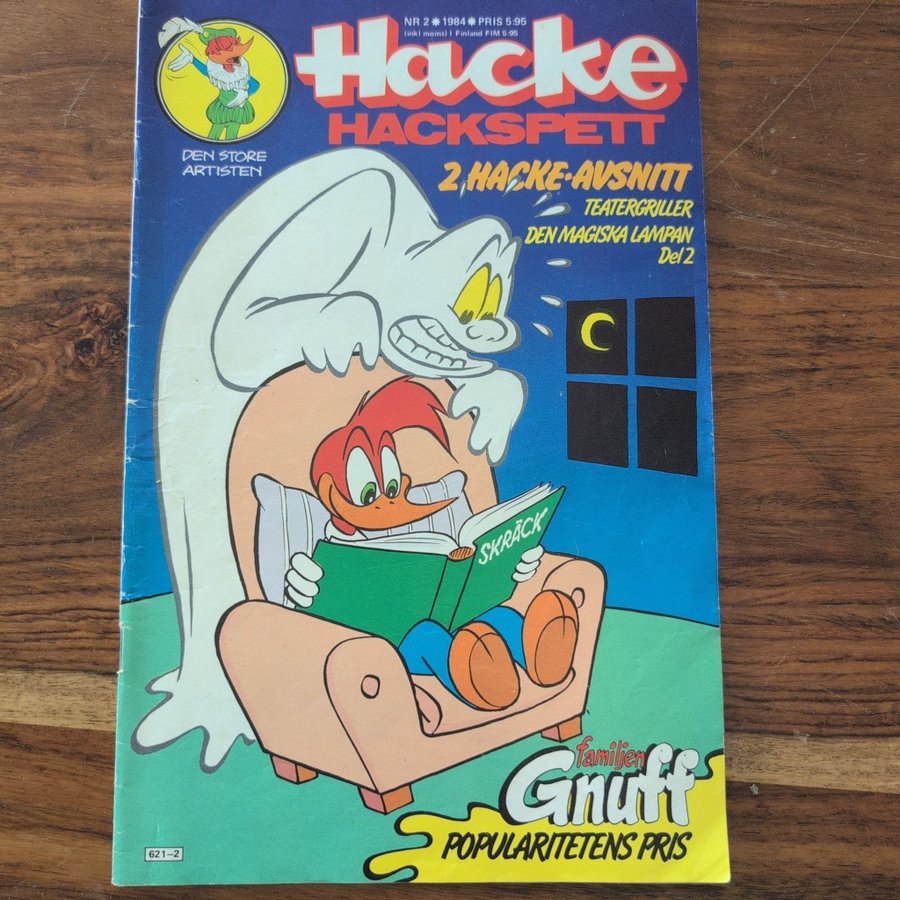 NR 2 * 1984 * PRIS 5:95
(inkl moms) I Finland FIM 5:95
Hacke
HACKSPETT
DEN STORE
ARTISTEN
2 HACKE-AVSNITT
TEATERGRILLER
DEN MAGISKA LAMPAN
Del 2
SKRÄCK
familjen
Gnuff
POPULARITETENS PRIS
621-2